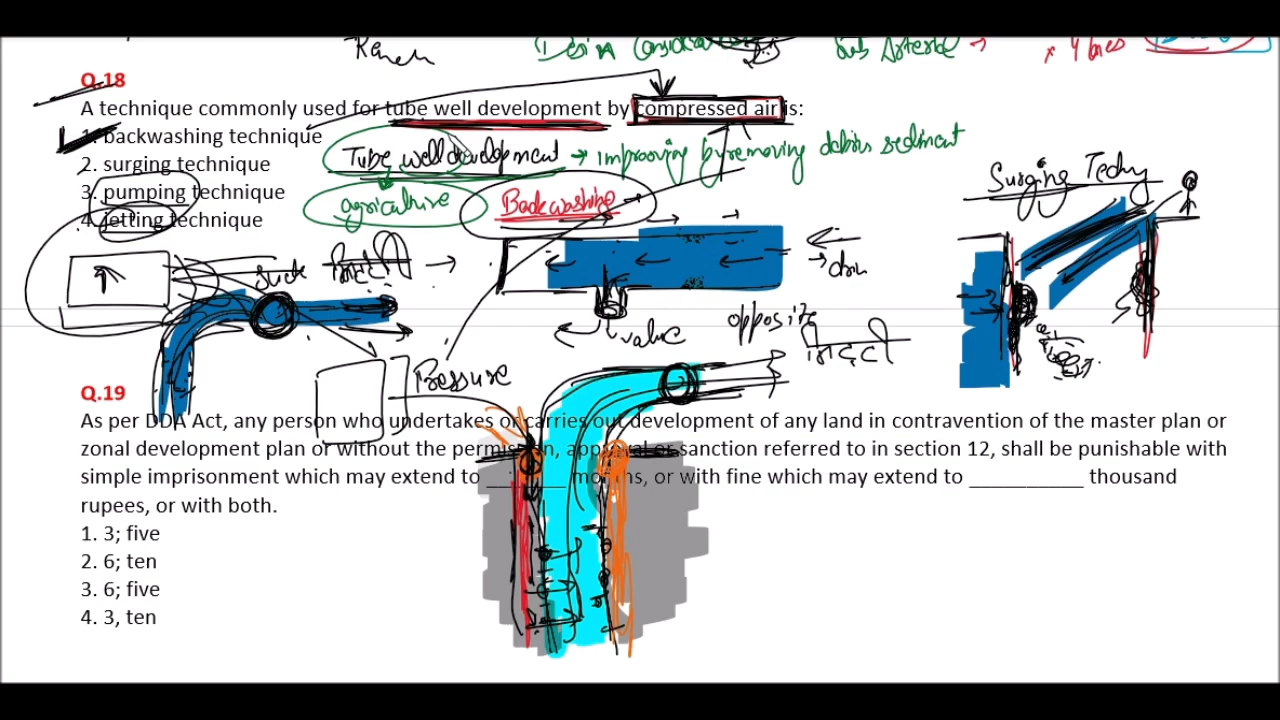 Q.18
A technique commonly used for tube well development by compressed air is:
1. backwashing technique
2. surging technique
3. pumping technique
4. jetting technique
Tube well development → improoving by removing debris sediment
agriculture
Backwashing
Surging
suck
valve
opposite
Pressure
Q.19
As per DDA Act, any person who undertakes or carries out development of any land in contravention of the master plan or
zonal development plan or without the permission, approval or sanction referred to in section 12, shall be punishable with
simple imprisonment which may extend to ________ months, or with fine which may extend to ___________ thousand
rupees, or with both.
1. 3; five
2. 6; ten
3. 6; five
4. 3, ten